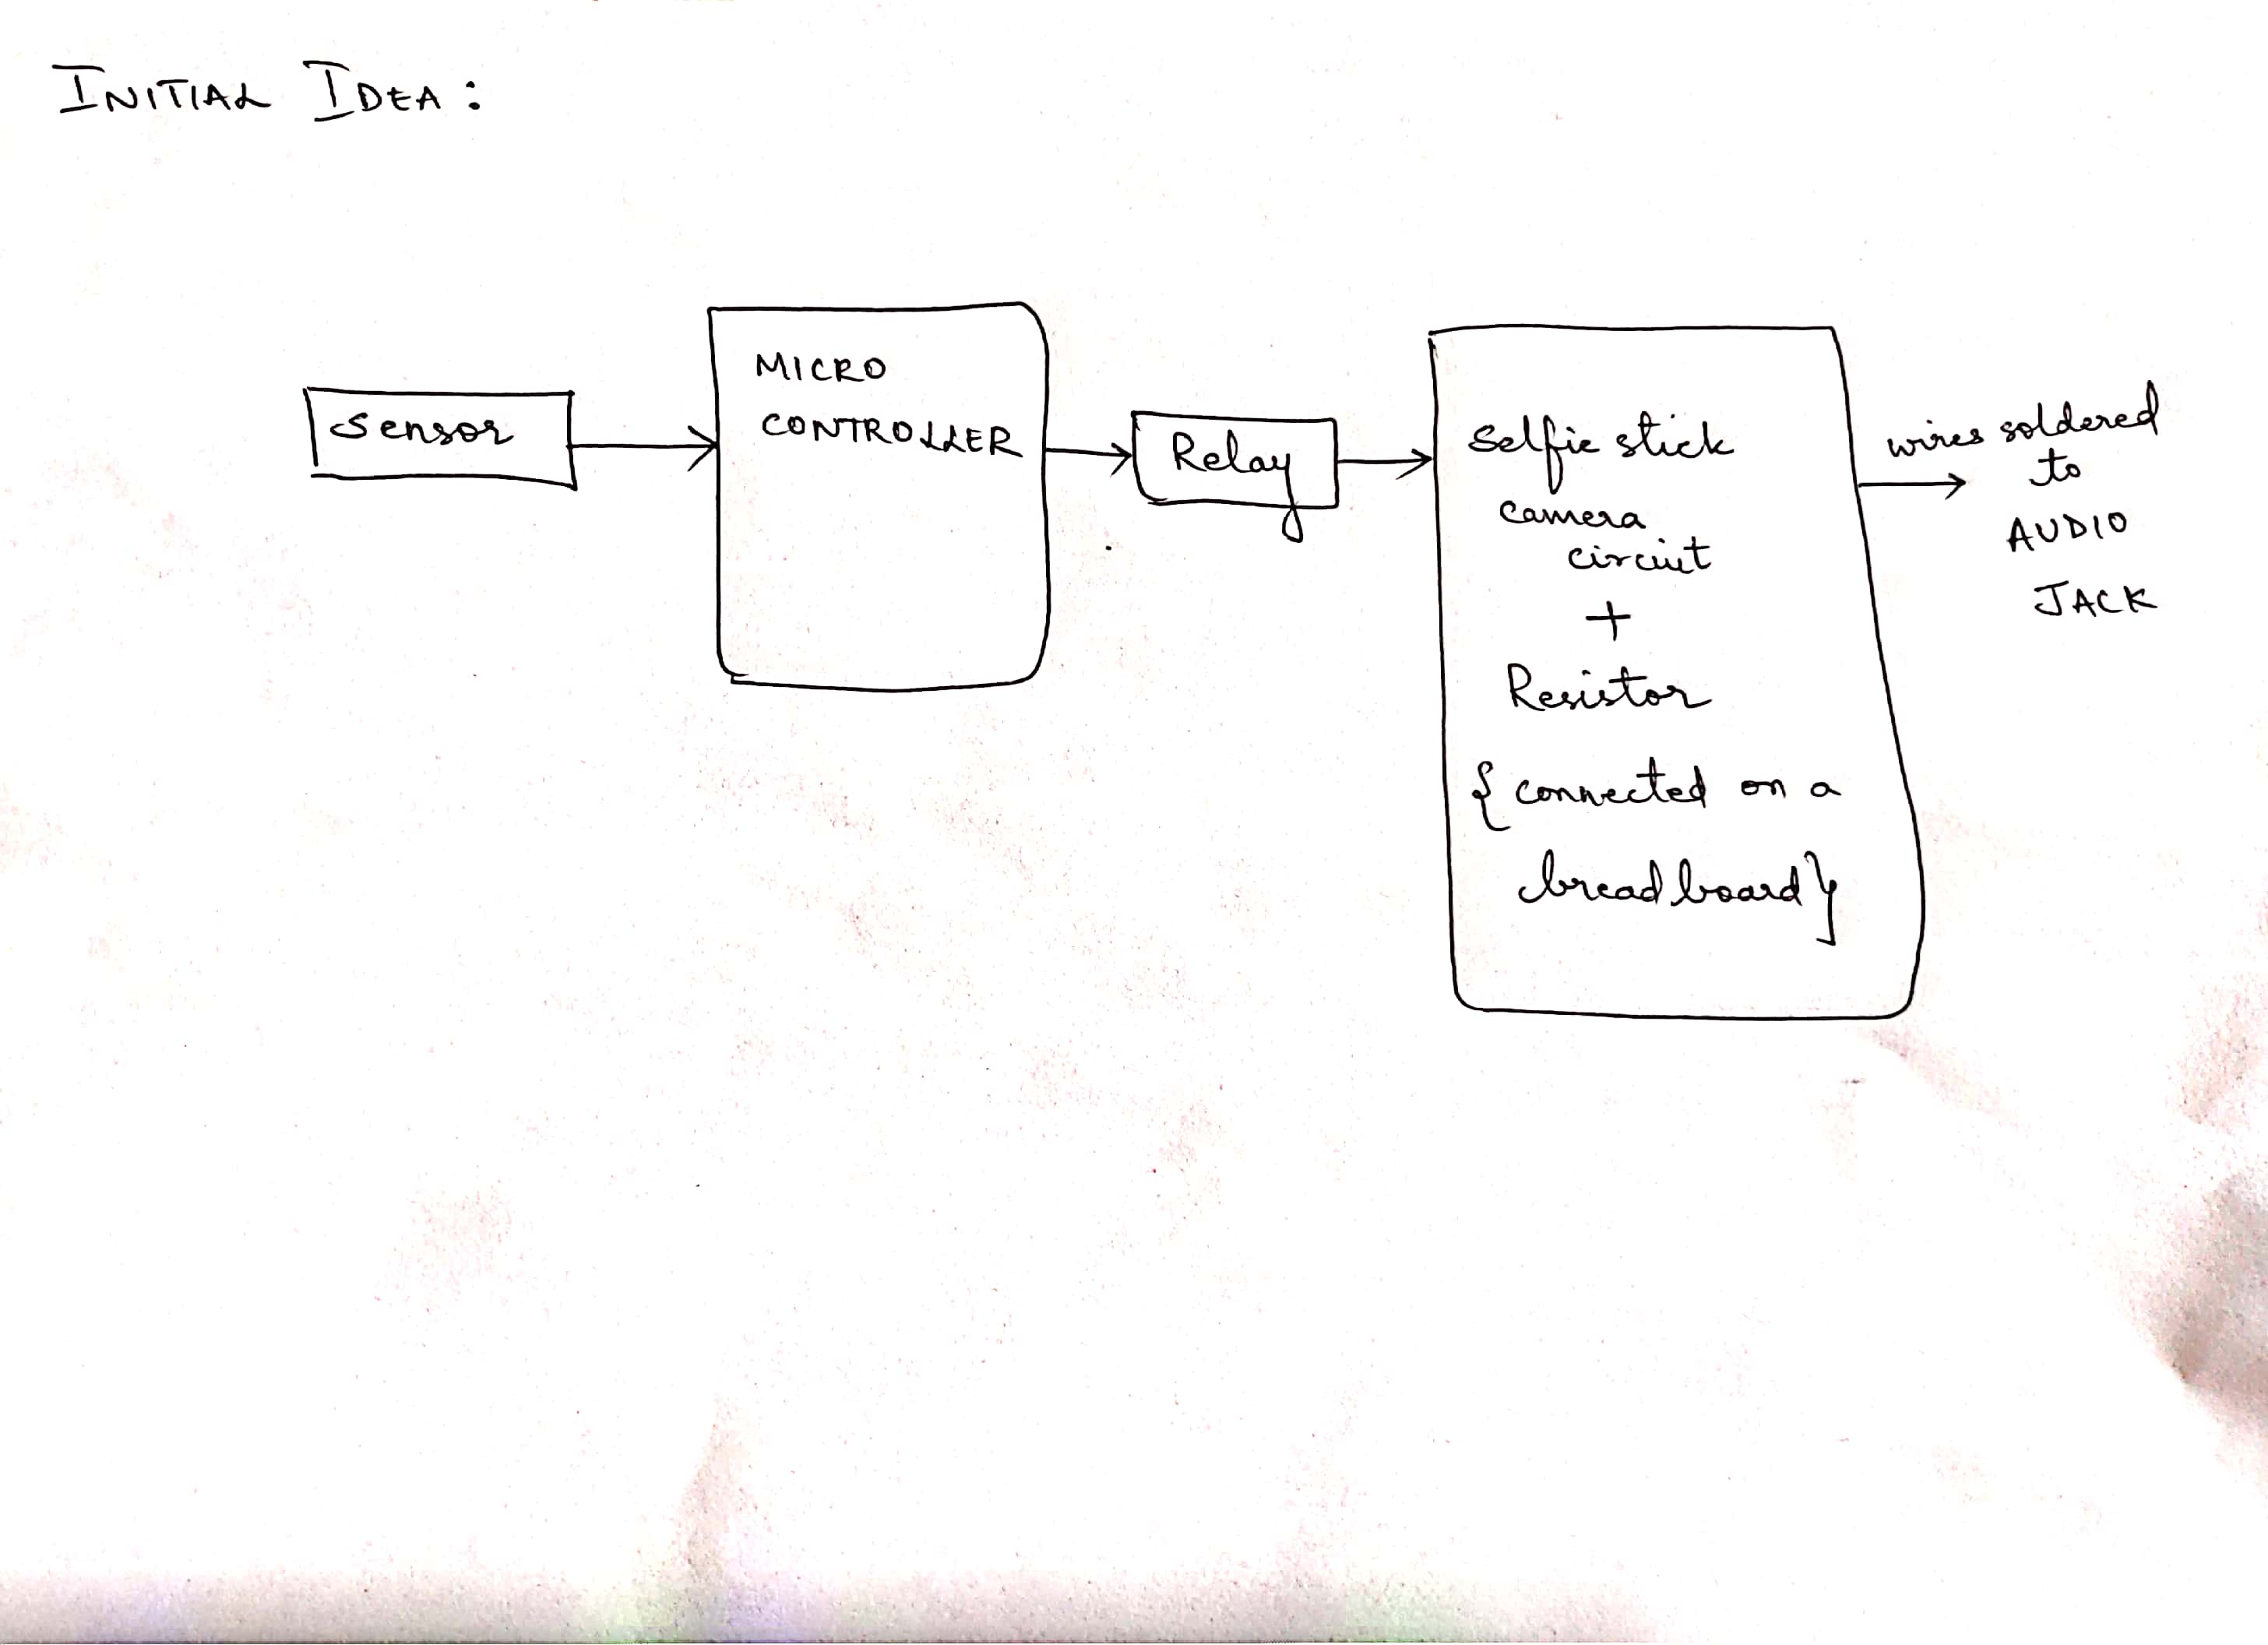 INITIAL IDEA:
Sensor
MICRO
CONTROLLER
Relay
Selfie stick
camera
circuit
+
Resistor
{ connected on a
bread board}
wires soldered
to
AUDIO
JACK